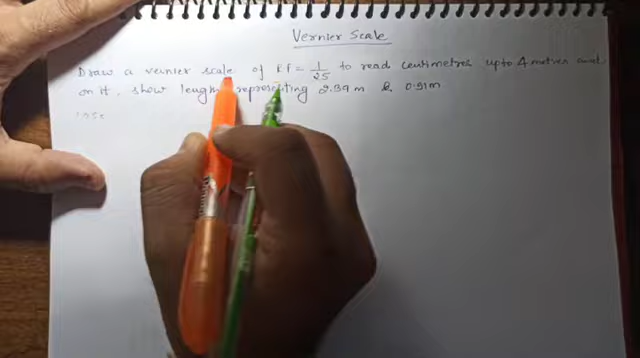 Vernier Scale
Draw a vernier scale of RF = 1/25 to read centimetres upto 4 metres and
on it, show lengths representing 2.39 m & 0.91 m